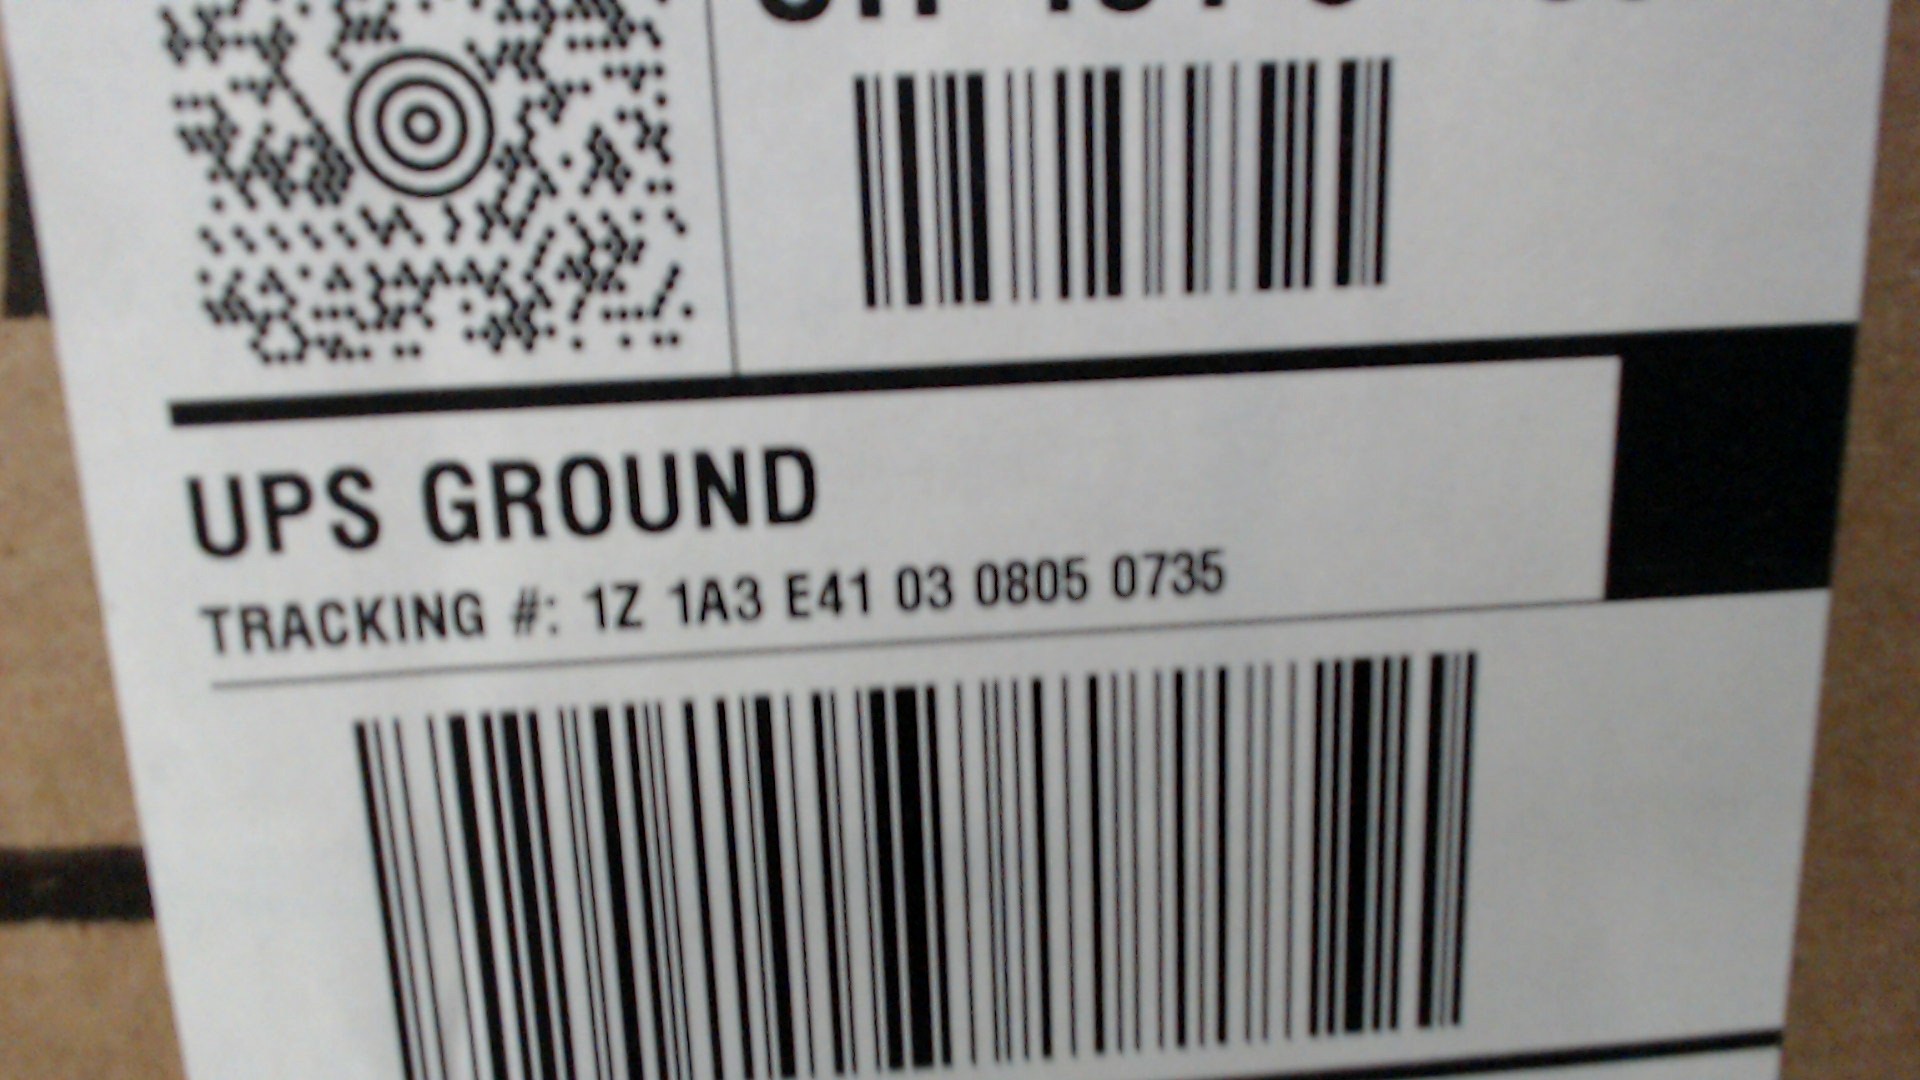 UPS GROUND
TRACKING #: 1Z 1A3 E41 03 0805 0735